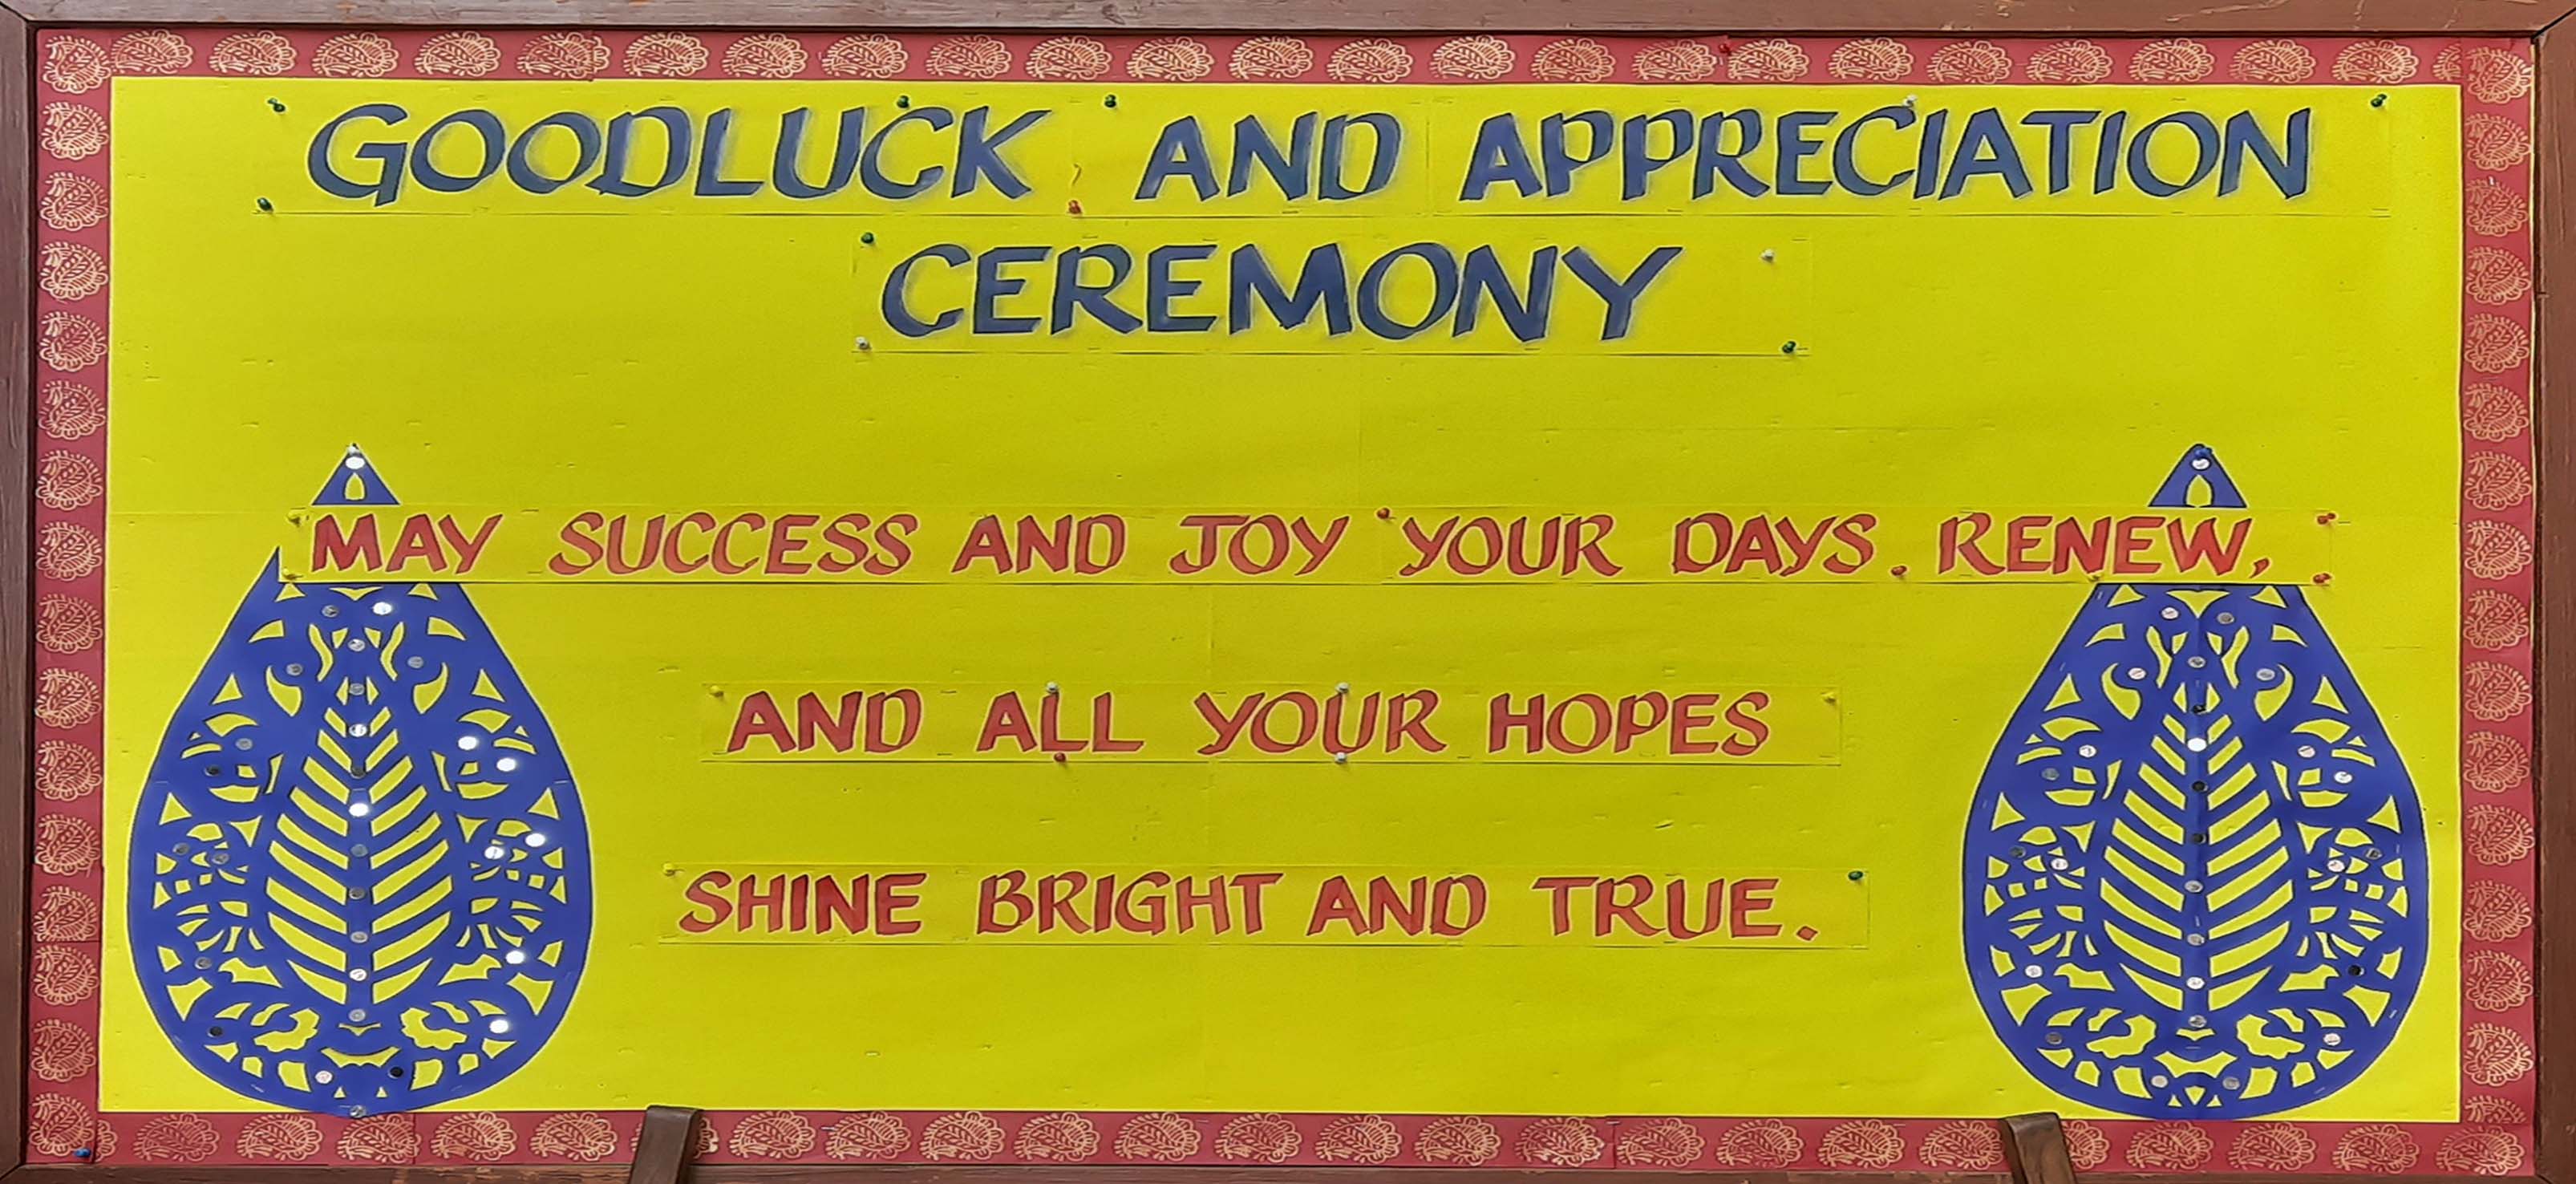 GOODLUCK AND APPRECIATION
CEREMONY
MAY SUCCESS AND JOY YOUR DAYS RENEW,
AND ALL YOUR HOPES
SHINE BRIGHT AND TRUE.